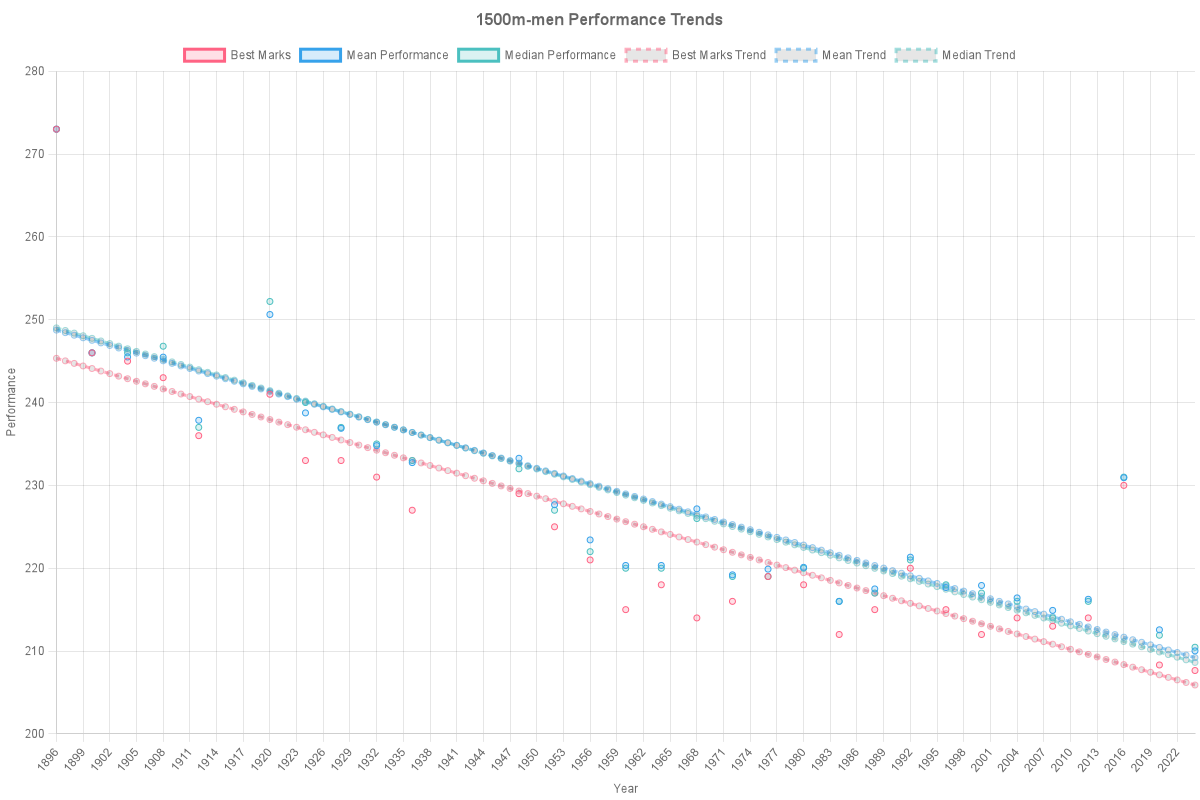 1500m-men Performance Trends
Best Marks Mean Performance Median Performance Best Marks Trend Mean Trend Median Trend
280
270
260
250
240
230
220
210
200
Performance
1896 1899 1902 1905 1908 1911 1914 1917 1920 1923 1926 1929 1932 1935 1938 1941 1944 1947 1950 1953 1956 1959 1962 1965 1968 1971 1974 1977 1980 1983 1986 1989 1992 1995 1998 2001 2004 2007 2010 2013 2016 2019 2022
Year